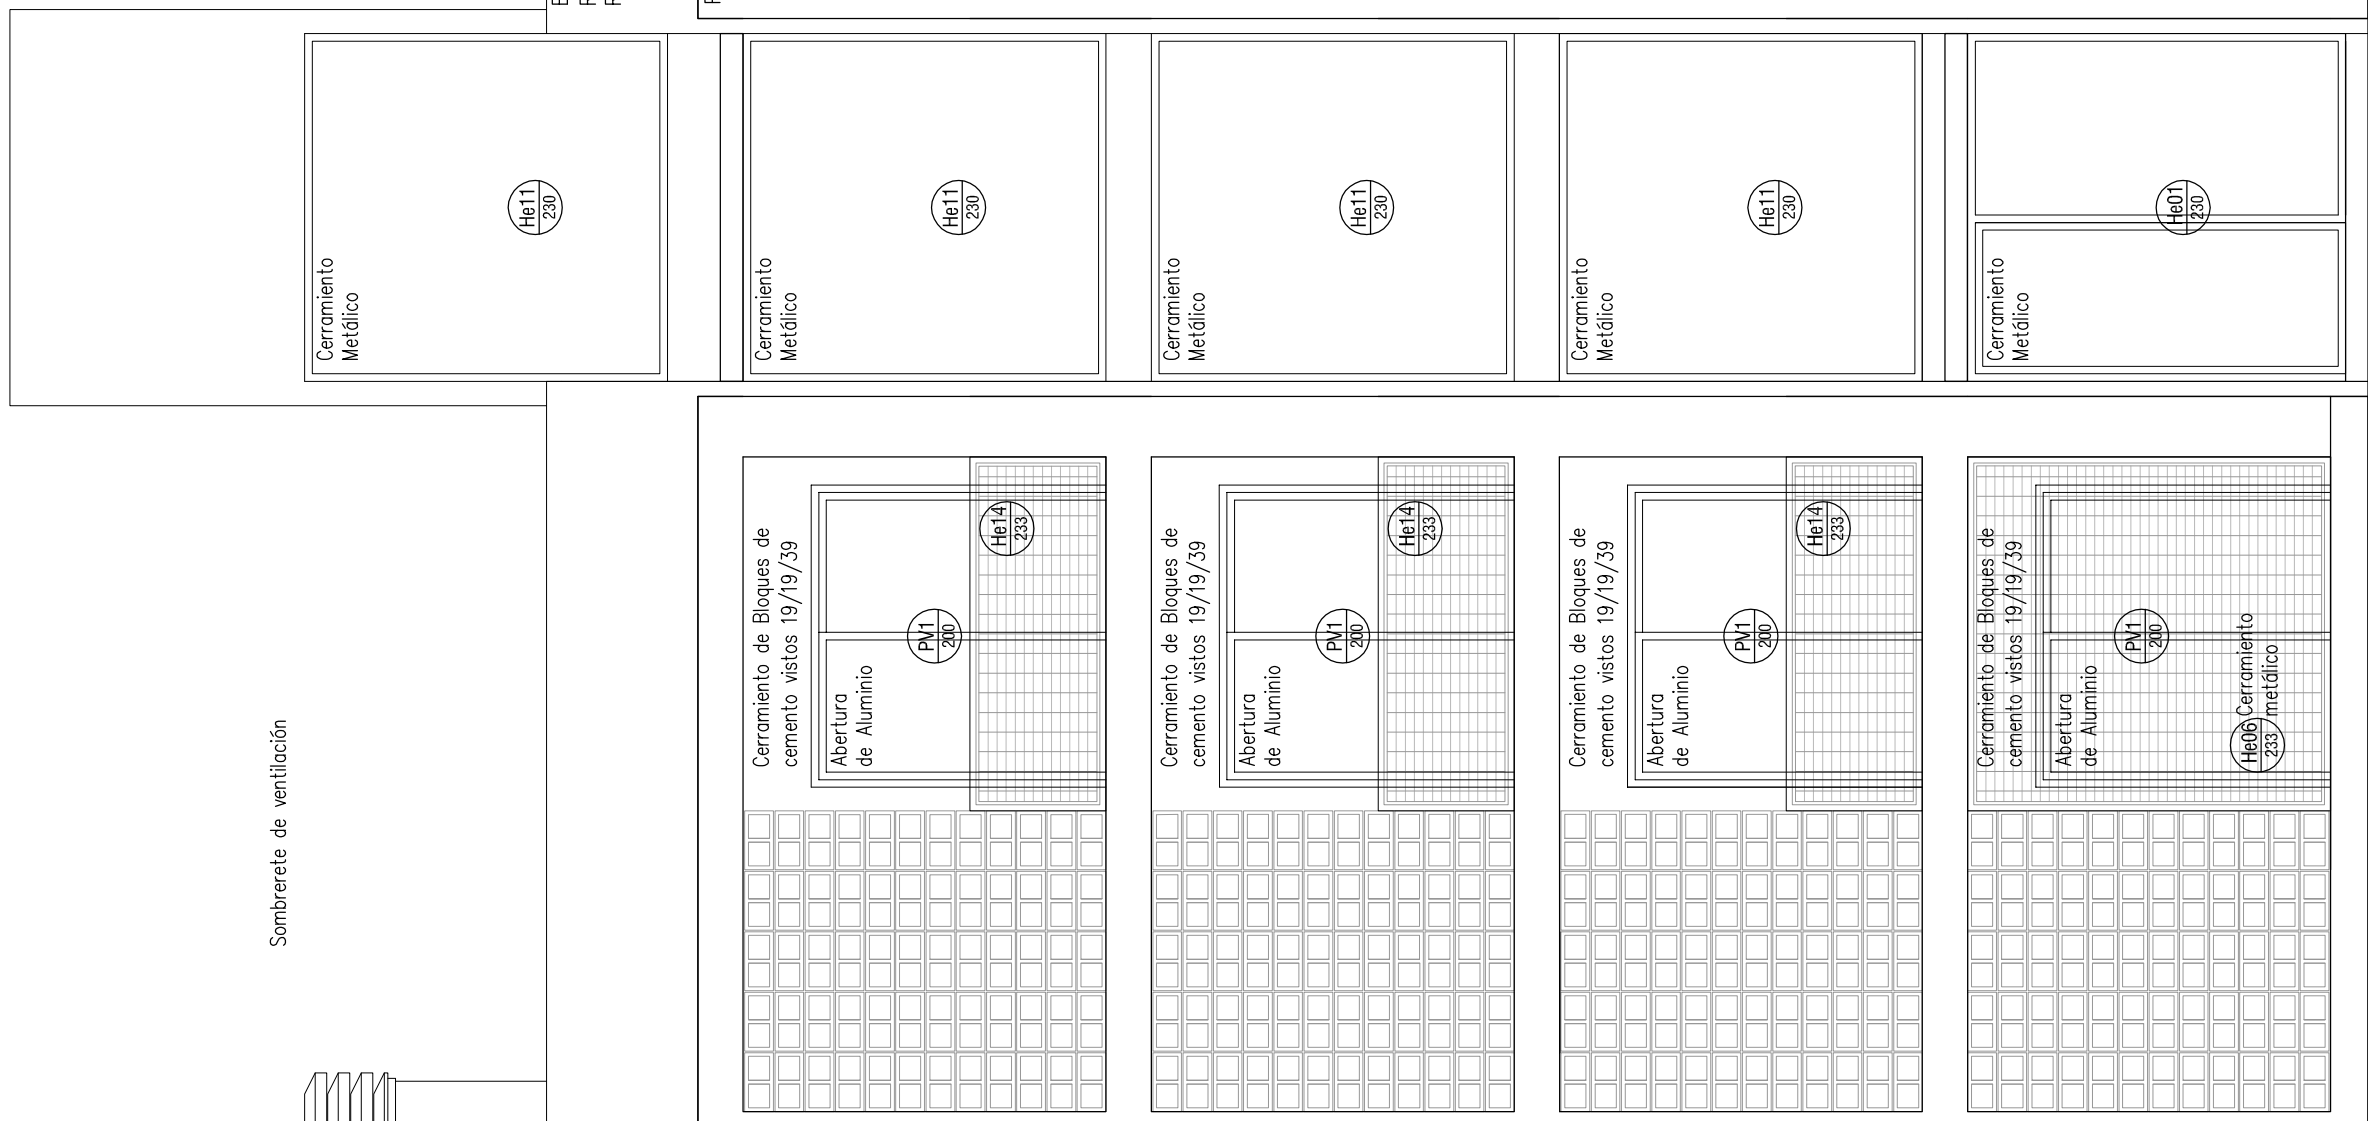 Cerramiento
Metálico
He11
230
Cerramiento
Metálico
He11
230
Cerramiento
Metálico
He11
230
Cerramiento
Metálico
He11
230
Cerramiento
Metálico
He01
230
Sombrerete de ventilación
Cerramiento de Bloques de
cemento vistos 19/19/39
Abertura
de Aluminio
PV1
200
He14
233
Cerramiento de Bloques de
cemento vistos 19/19/39
Abertura
de Aluminio
PV1
200
He14
233
Cerramiento de Bloques de
cemento vistos 19/19/39
Abertura
de Aluminio
PV1
200
He14
233
Cerramiento de Bloques de
cemento vistos 19/19/39
Abertura
de Aluminio
PV1
200
He06
233
Cerramiento
metálico